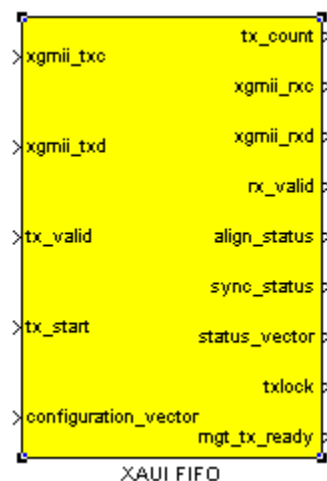 tx_count
xgmii_txc
xgmii_rxc
xgmii_rxd
xgmii_txd
rx_valid
tx_valid
align_status
sync_status
tx_start
status_vector
txlock
configuration_vector
mgt_tx_ready
XAUI FIFO